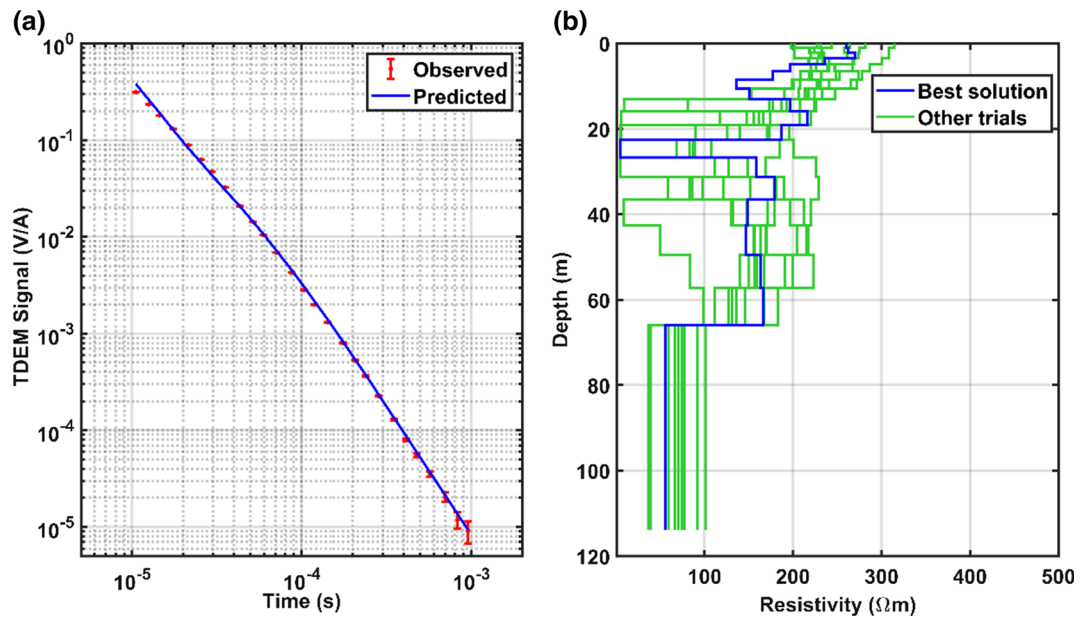 (a)
10^0
10^-1
10^-2
10^-3
10^-4
10^-5
TDEM Signal (V/A)
Observed
Predicted
10^-5
10^-4
10^-3
Time (s)
(b)
0
20
40
60
80
100
120
Depth (m)
Best solution
Other trials
100
200
300
400
500
Resistivity (Ωm)